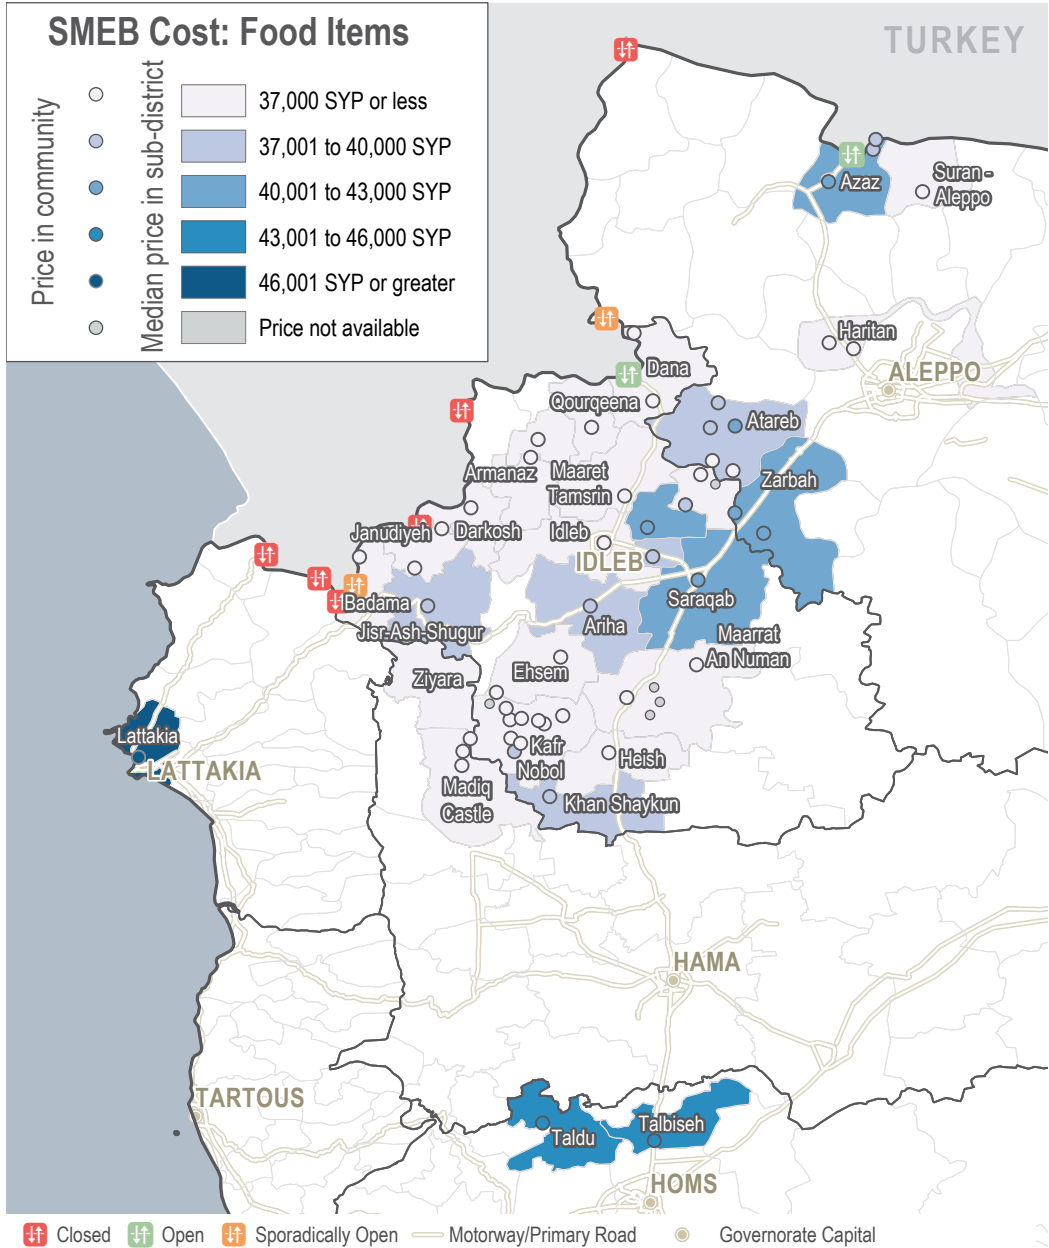 SMEB Cost: Food Items
Price in community
Median price in sub-district
37,000 SYP or less
37,001 to 40,000 SYP
40,001 to 43,000 SYP
43,001 to 46,000 SYP
46,001 SYP or greater
Price not available
TURKEY
Azaz
Suran -
Aleppo
Haritan
ALEPPO
Dana
Qourqeena
Atareb
Armanaz
Maaret
Tamsrin
Zarbah
Janudiyeh
Darkosh
Idleb
IDLEB
Badama
Jisr-Ash-Shugur
Ariha
Saraqab
Maarrat
An Numan
Ehsem
Ziyara
Lattakia
LATTAKIA
Kafr
Nobol
Heish
Madiq
Castle
Khan Shaykun
HAMA
TARTOUS
Taldu
Talbiseh
HOMS
Closed
Open
Sporadically Open
Motorway/Primary Road
Governorate Capital